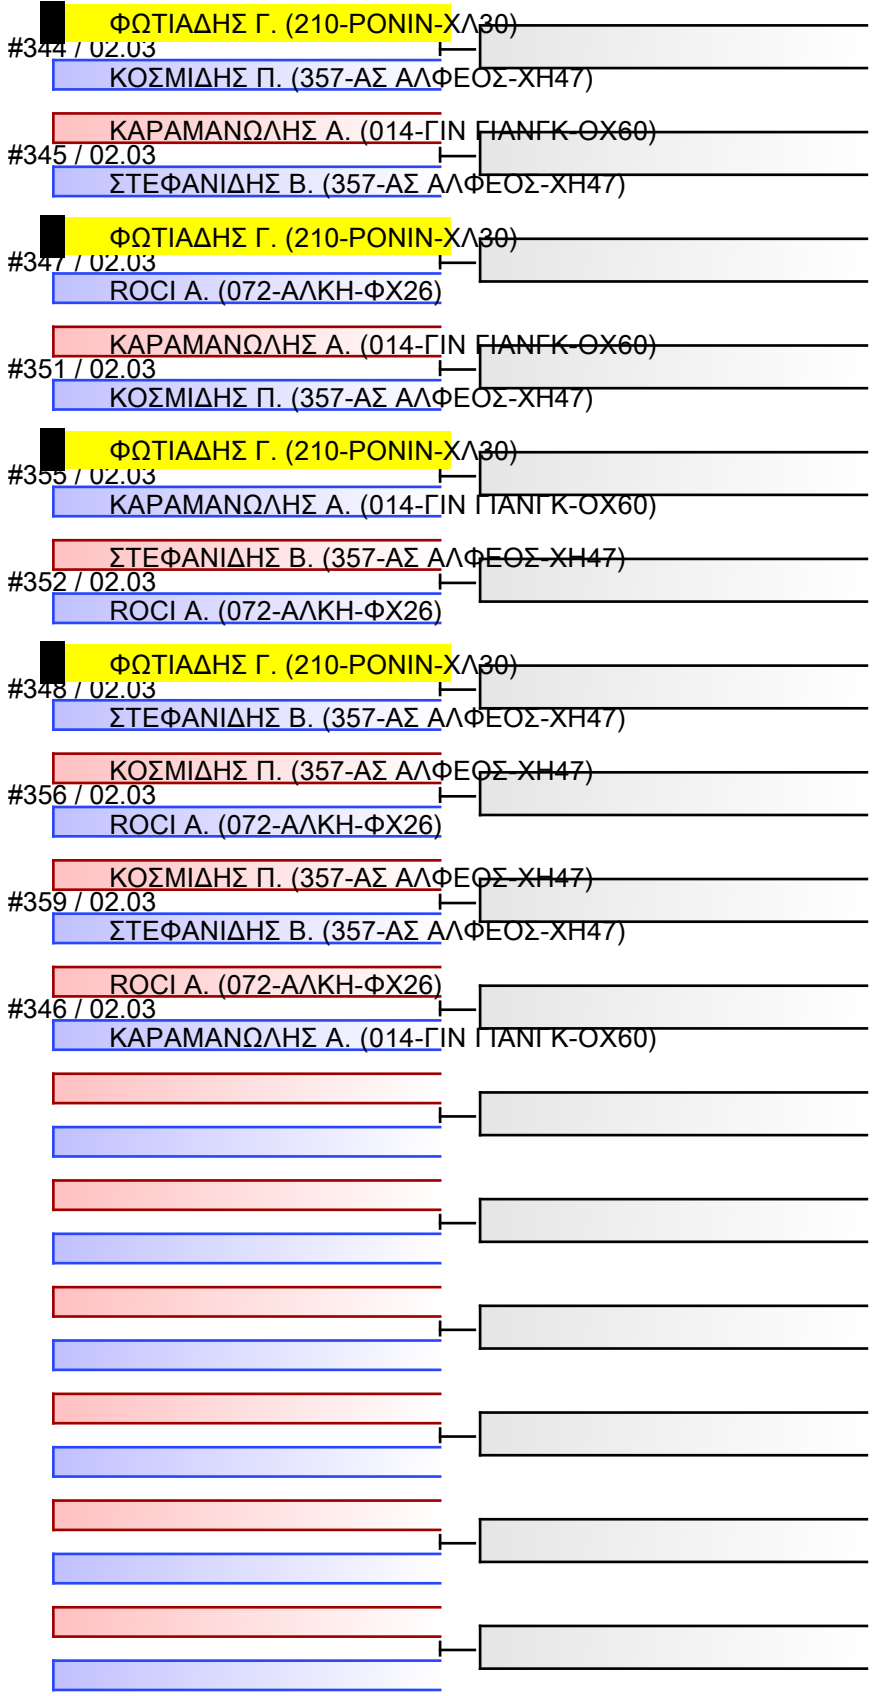 ΦΩΤΙΑΔΗΣ Γ. (210-ΡΟΝΙΝ-ΧΛ30)
#344 / 02.03
ΚΟΣΜΙΔΗΣ Π. (357-ΑΣ ΑΛΦΕΟΣ-ΧΗ47)
ΚΑΡΑΜΑΝΩΛΗΣ Α. (014-ΓΙΝ ΓΙΑΝΓΚ-ΟΧ60)
#345 / 02.03
ΣΤΕΦΑΝΙΔΗΣ Β. (357-ΑΣ ΑΛΦΕΟΣ-ΧΗ47)
ΦΩΤΙΑΔΗΣ Γ. (210-ΡΟΝΙΝ-ΧΛ30)
#347 / 02.03
ROCI A. (072-ΑΛΚΗ-ΦΧ26)
ΚΑΡΑΜΑΝΩΛΗΣ Α. (014-ΓΙΝ ΓΙΑΝΓΚ-ΟΧ60)
#351 / 02.03
ΚΟΣΜΙΔΗΣ Π. (357-ΑΣ ΑΛΦΕΟΣ-ΧΗ47)
ΦΩΤΙΑΔΗΣ Γ. (210-ΡΟΝΙΝ-ΧΛ30)
#355 / 02.03
ΚΑΡΑΜΑΝΩΛΗΣ Α. (014-ΓΙΝ ΓΙΑΝΓΚ-ΟΧ60)
ΣΤΕΦΑΝΙΔΗΣ Β. (357-ΑΣ ΑΛΦΕΟΣ-ΧΗ47)
#352 / 02.03
ROCI A. (072-ΑΛΚΗ-ΦΧ26)
ΦΩΤΙΑΔΗΣ Γ. (210-ΡΟΝΙΝ-ΧΛ30)
#348 / 02.03
ΣΤΕΦΑΝΙΔΗΣ Β. (357-ΑΣ ΑΛΦΕΟΣ-ΧΗ47)
ΚΟΣΜΙΔΗΣ Π. (357-ΑΣ ΑΛΦΕΟΣ-ΧΗ47)
#356 / 02.03
ROCI A. (072-ΑΛΚΗ-ΦΧ26)
ΚΟΣΜΙΔΗΣ Π. (357-ΑΣ ΑΛΦΕΟΣ-ΧΗ47)
#359 / 02.03
ΣΤΕΦΑΝΙΔΗΣ Β. (357-ΑΣ ΑΛΦΕΟΣ-ΧΗ47)
ROCI A. (072-ΑΛΚΗ-ΦΧ26)
#346 / 02.03
ΚΑΡΑΜΑΝΩΛΗΣ Α. (014-ΓΙΝ ΓΙΑΝΓΚ-ΟΧ60)